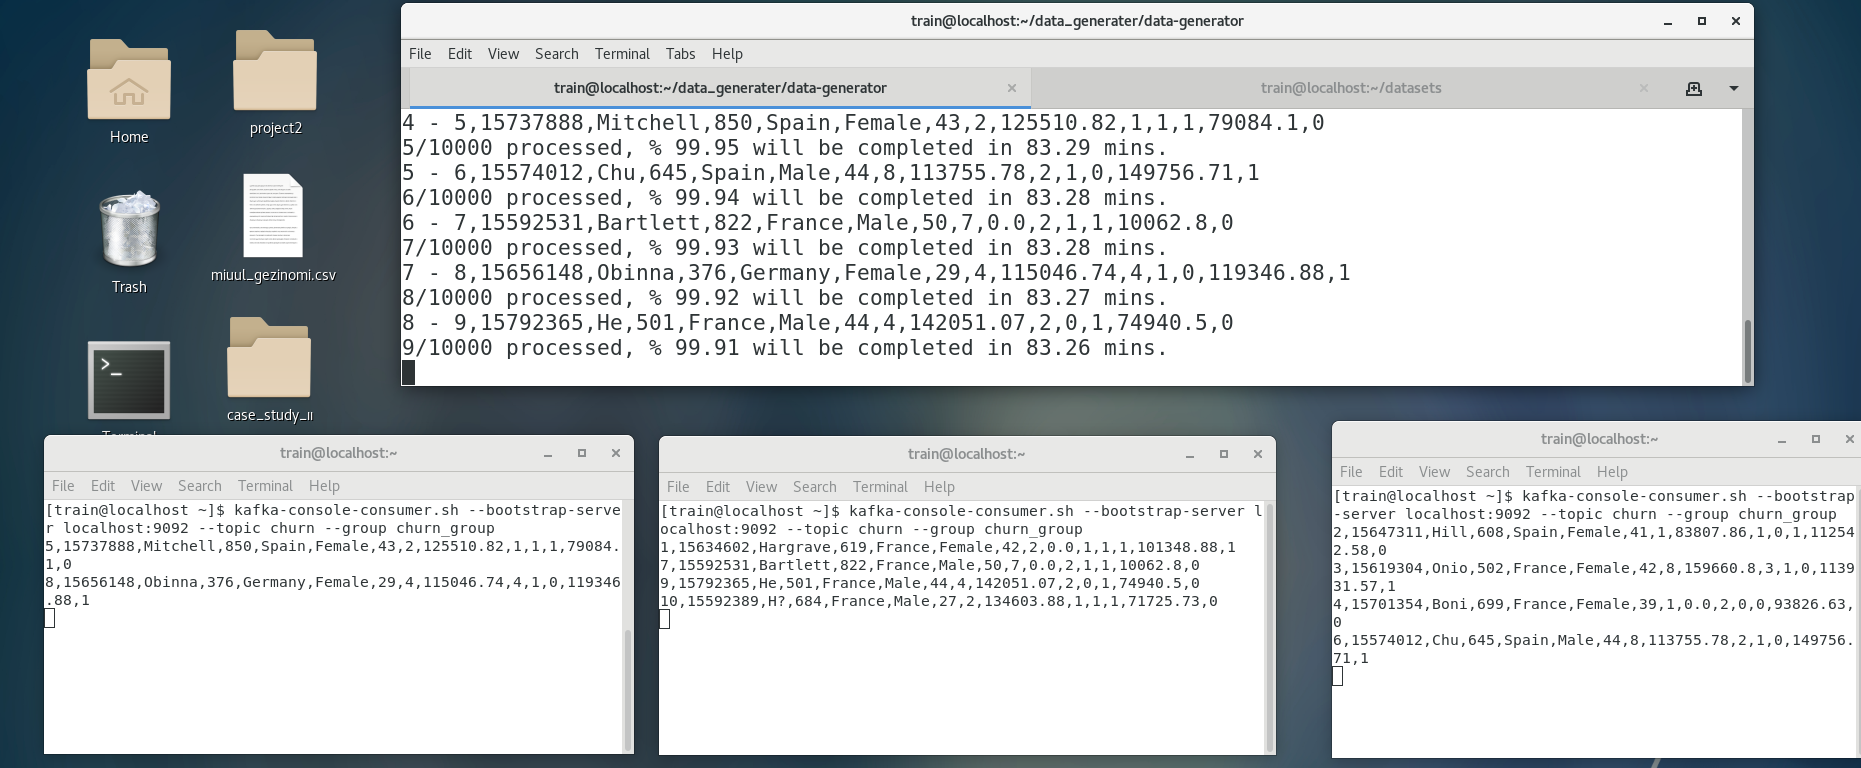 Home
project2
Trash
miuul_gezinomi.csv
>_
case_study_II
train@localhost:~/data_generater/data-generator
File Edit View Search Terminal Tabs Help
train@localhost:~/data_generater/data-generator
train@localhost:~/datasets
4 - 5,15737888,Mitchell,850,Spain,Female,43,2,125510.82,1,1,1,79084.1,0
5/10000 processed, % 99.95 will be completed in 83.29 mins.
5 - 6,15574012,Chu,645,Spain,Male,44,8,113755.78,2,1,0,149756.71,1
6/10000 processed, % 99.94 will be completed in 83.28 mins.
6 - 7,15592531,Bartlett,822,France,Male,50,7,0.0,2,1,1,10062.8,0
7/10000 processed, % 99.93 will be completed in 83.28 mins.
7 - 8,15656148,Obinna,376,Germany,Female,29,4,115046.74,4,1,0,119346.88,1
8/10000 processed, % 99.92 will be completed in 83.27 mins.
8 - 9,15792365,He,501,France,Male,44,4,142051.07,2,0,1,74940.5,0
9/10000 processed, % 99.91 will be completed in 83.26 mins.
train@localhost:~
File Edit View Search Terminal Help
[train@localhost ~]$ kafka-console-consumer.sh --bootstrap-serve
r localhost:9092 --topic churn --group churn_group
5,15737888,Mitchell,850,Spain,Female,43,2,125510.82,1,1,1,79084.
1,0
8,15656148,Obinna,376,Germany,Female,29,4,115046.74,4,1,0,119346
.88,1
train@localhost:~
File Edit View Search Terminal Help
[train@localhost ~]$ kafka-console-consumer.sh --bootstrap-server l
ocalhost:9092 --topic churn --group churn_group
1,15634602,Hargrave,619,France,Female,42,2,0.0,1,1,1,101348.88,1
7,15592531,Bartlett,822,France,Male,50,7,0.0,2,1,1,10062.8,0
9,15792365,He,501,France,Male,44,4,142051.07,2,0,1,74940.5,0
10,15592389,H?,684,France,Male,27,2,134603.88,1,1,1,71725.73,0
train@localhost:~
File Edit View Search Terminal Help
[train@localhost ~]$ kafka-console-consumer.sh --bootstrap
-server localhost:9092 --topic churn --group churn_group
2,15647311,Hill,608,Spain,Female,41,1,83807.86,1,0,1,11254
2.58,0
3,15619304,Onio,502,France,Female,42,8,159660.8,3,1,0,1139
31.57,1
4,15701354,Boni,699,France,Female,39,1,0.0,2,0,0,93826.63,
0
6,15574012,Chu,645,Spain,Male,44,8,113755.78,2,1,0,149756.
71,1